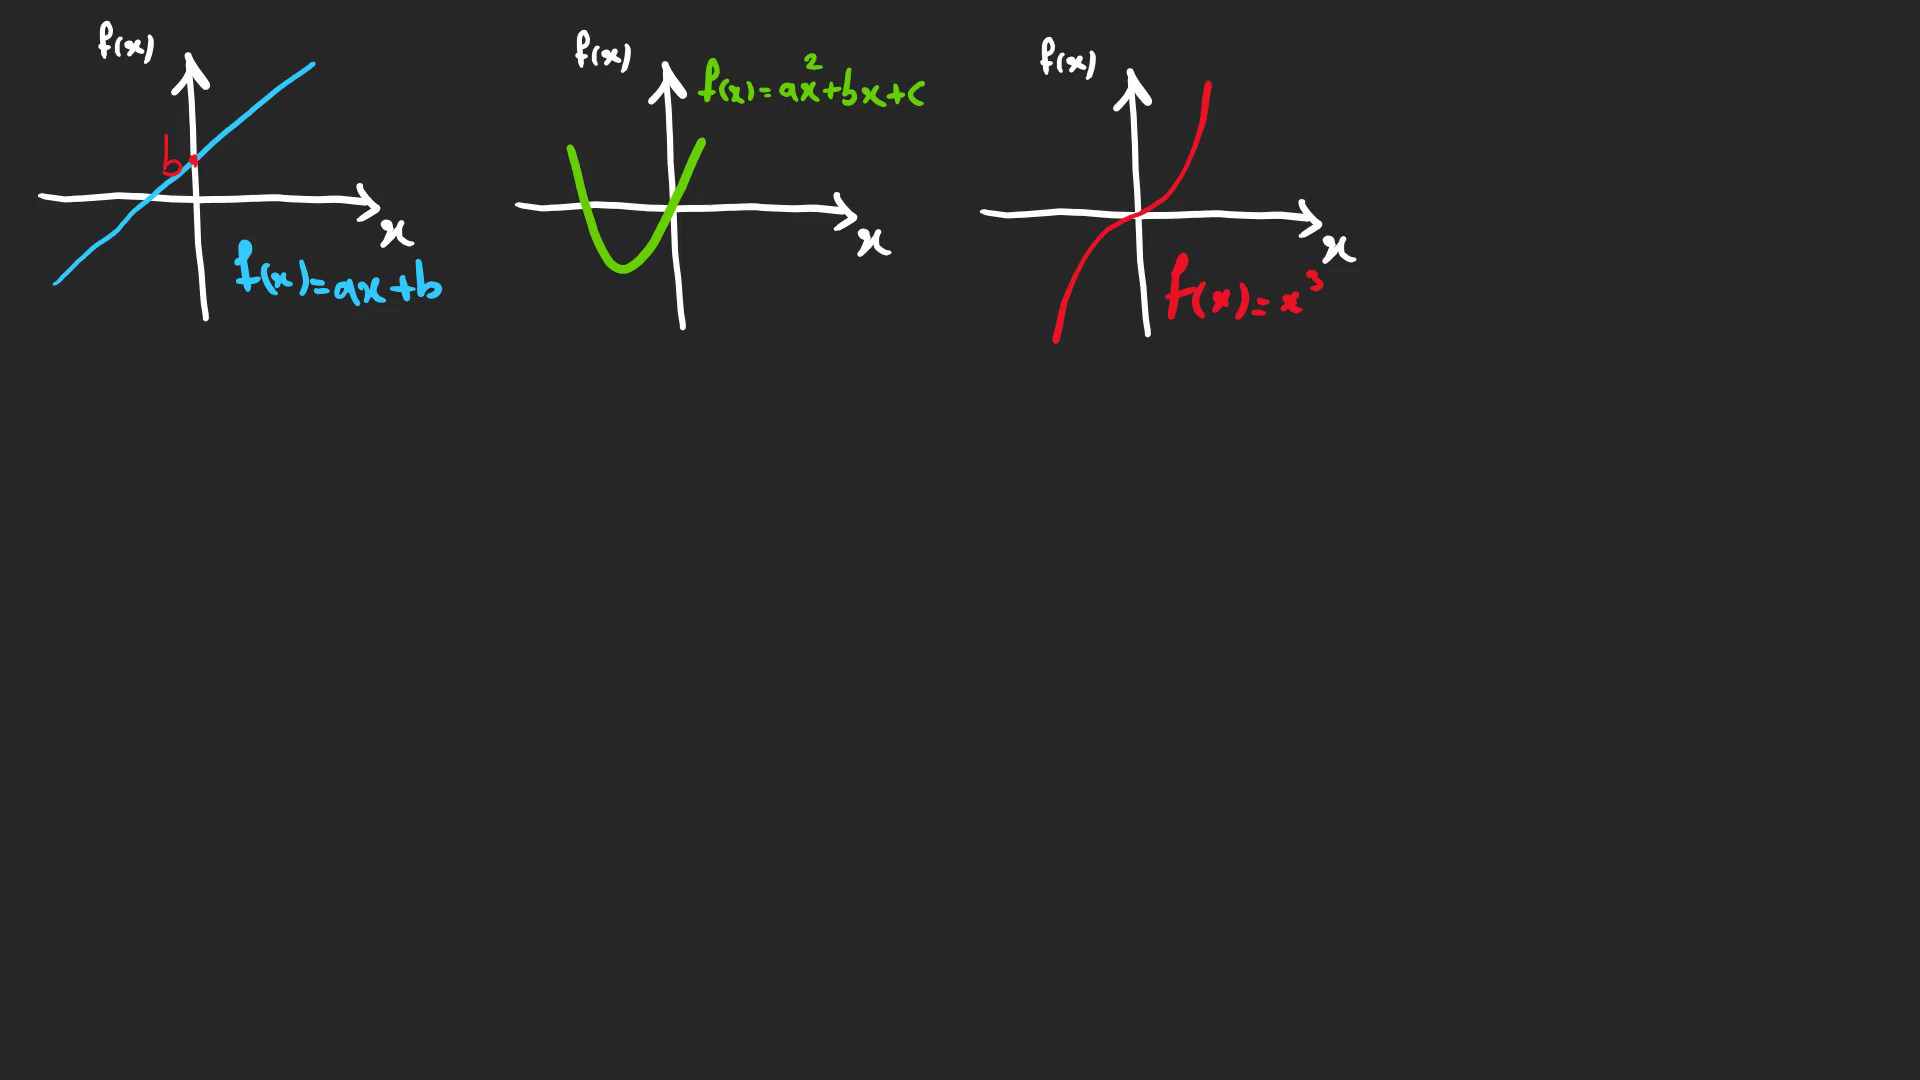 f(x)
b
x
f(x)=ax+b
f(x)
f(x)=ax²+bx+c
x
f(x)
x
f(x)=x³